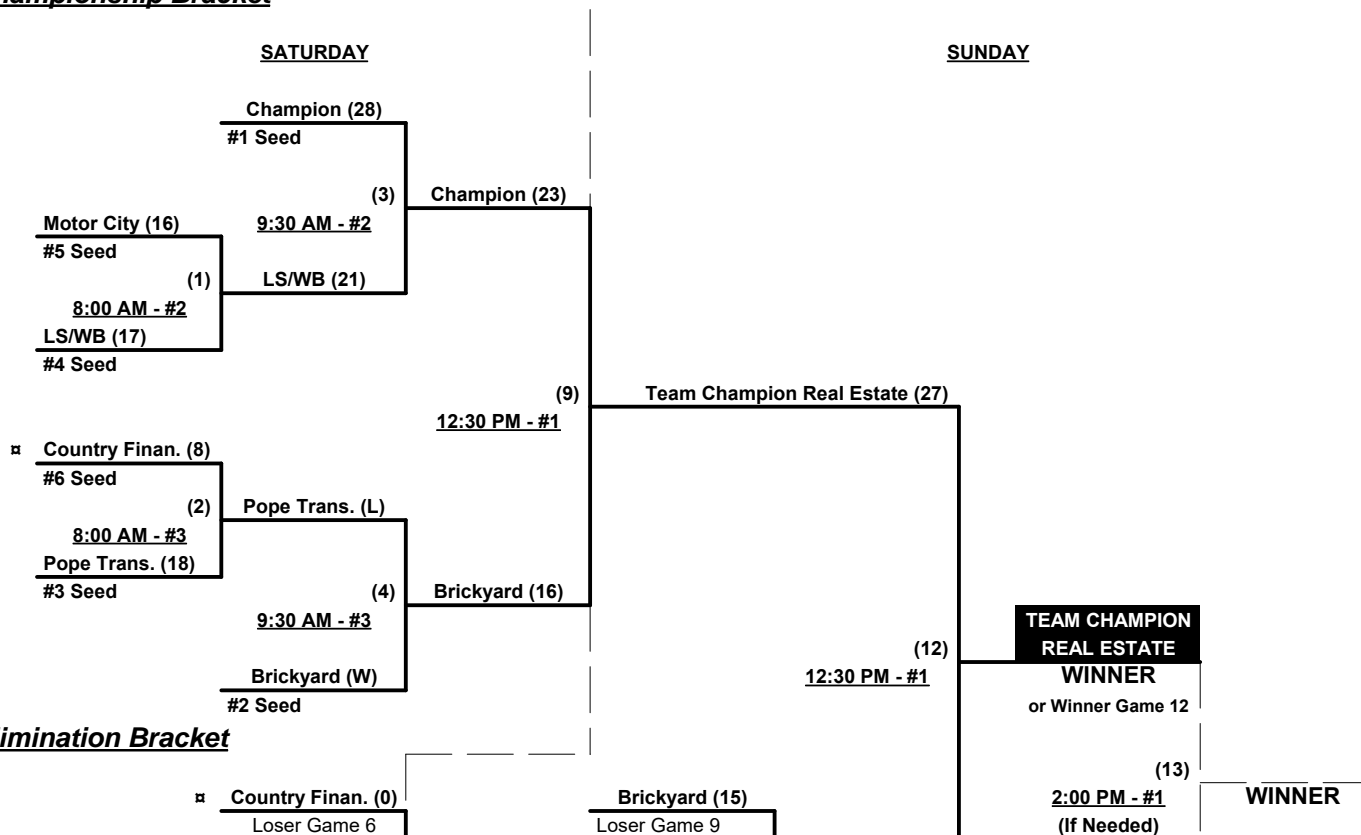 SATURDAY
SUNDAY
Champion (28)
#1 Seed
(3)
Champion (23)
Motor City (16)
9:30 AM - #2
#5 Seed
(1)
LS/WB (21)
8:00 AM - #2
LS/WB (17)
#4 Seed
(9)
Team Champion Real Estate (27)
12:30 PM - #1
¤ Country Finan. (8)
#6 Seed
(2)
Pope Trans. (L)
8:00 AM - #3
Pope Trans. (18)
#3 Seed
(4)
Brickyard (16)
9:30 AM - #3
TEAM CHAMPION
REAL ESTATE
(12)
Brickyard (W)
12:30 PM - #1
WINNER
#2 Seed
or Winner Game 12
Bracket
(13)
¤ Country Finan. (0)
Brickyard (15)
2:00 PM - #1
WINNER
Loser Game 6
Loser Game 9
(If Needed)